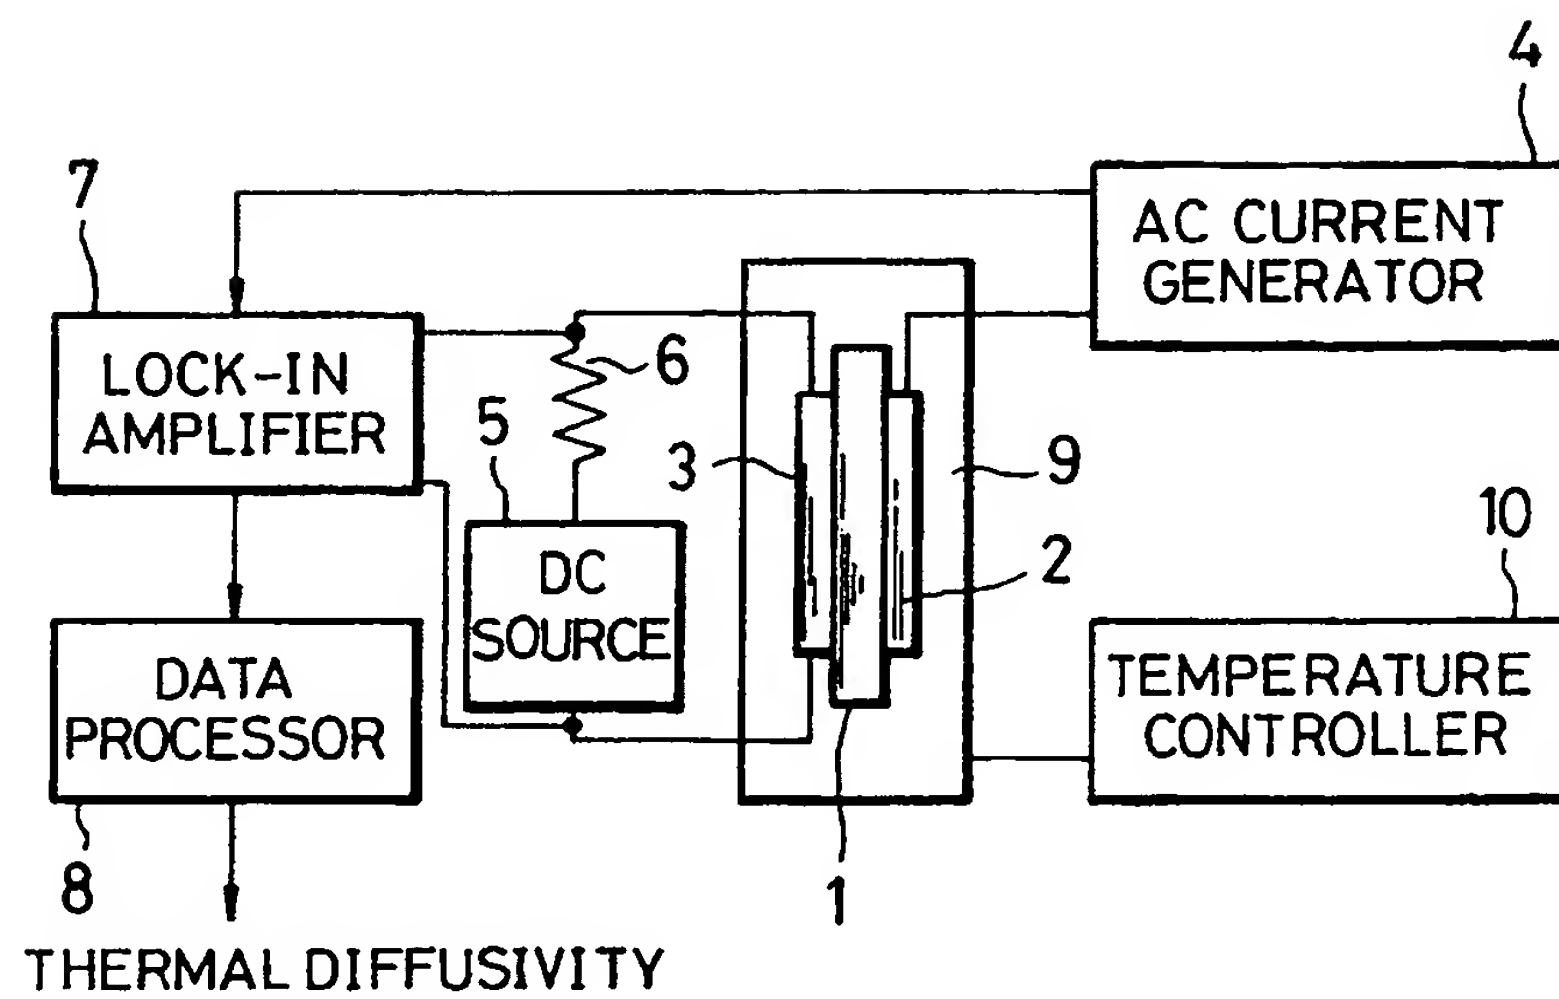 4
7
AC CURRENT
GENERATOR
LOCK-IN
AMPLIFIER
6
5
3
9
10
DC
SOURCE
2
DATA
PROCESSOR
TEMPERATURE
CONTROLLER
8
1
THERMAL DIFFUSIVITY